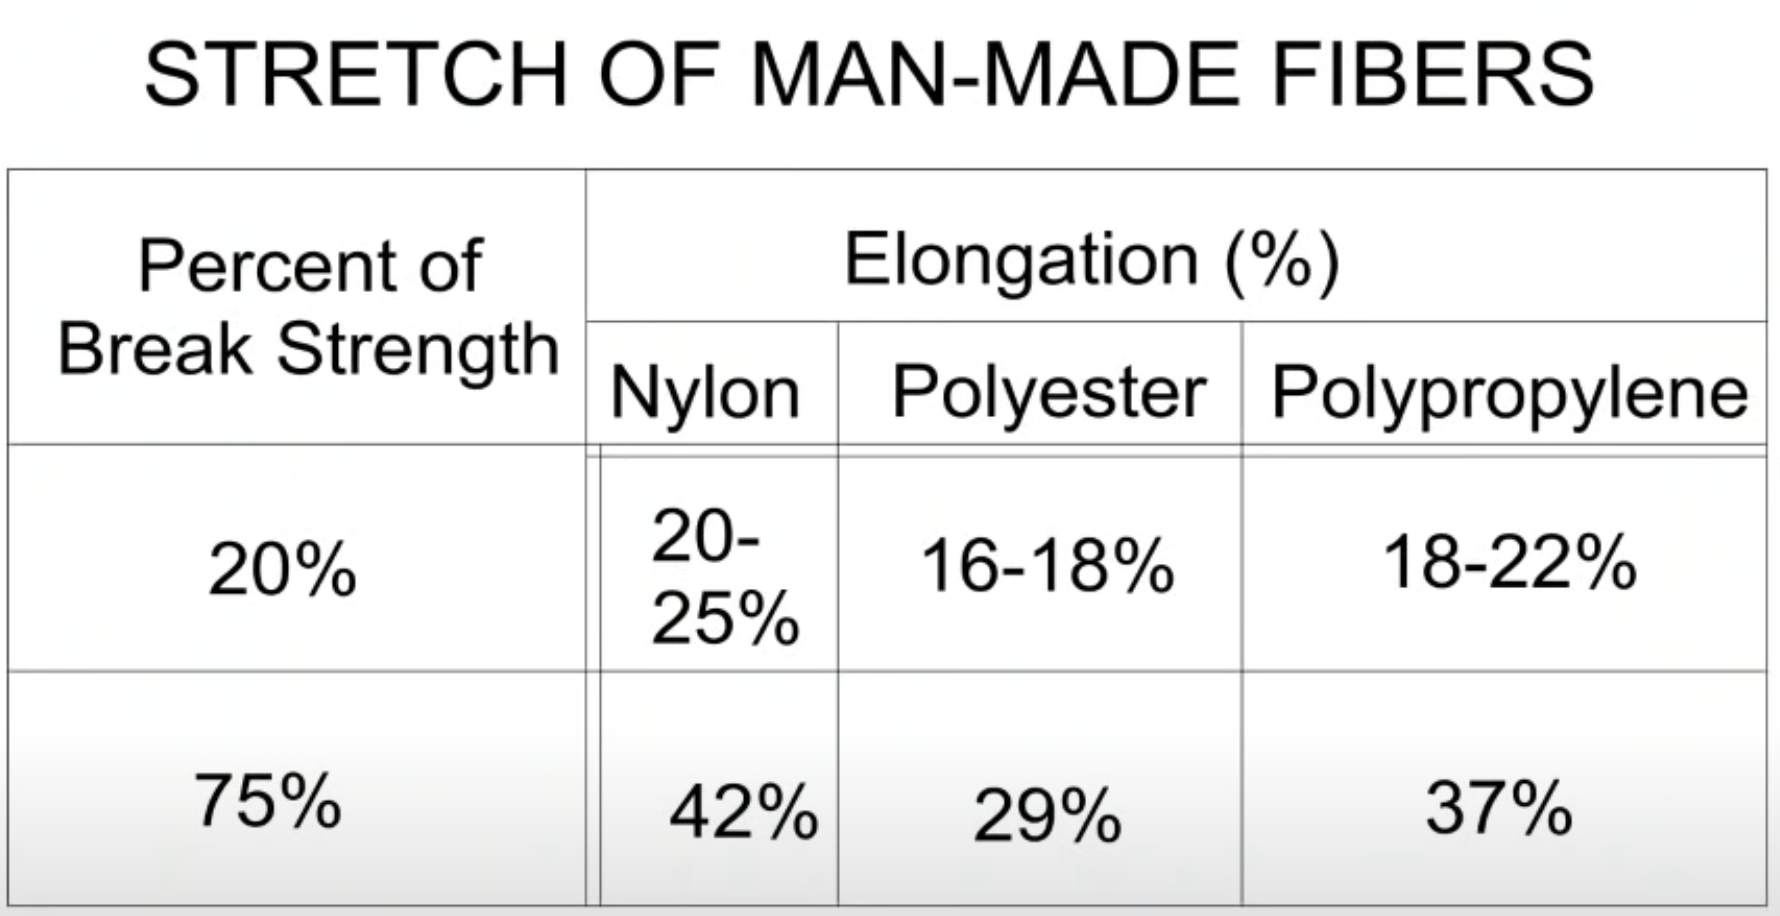 STRETCH OF MAN-MADE FIBERS
Percent of
Break Strength
Elongation (%)
Nylon
Polyester
Polypropylene
20%
20-
25%
16-18%
18-22%
75%
42%
29%
37%